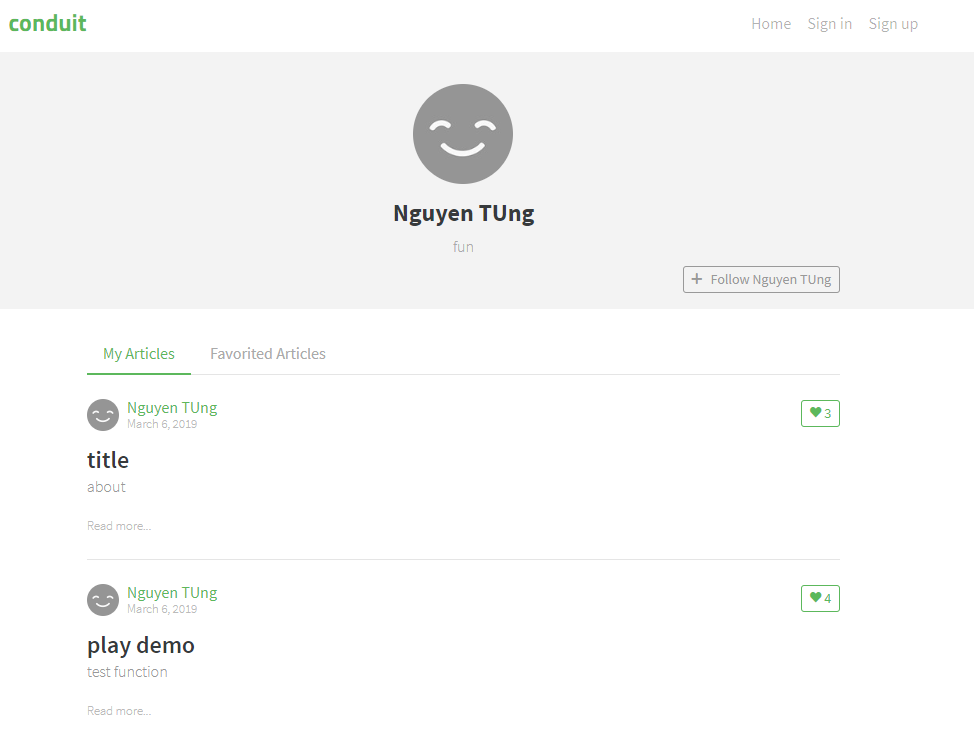 conduit
Home Sign in Sign up
Nguyen TUng
fun
+ Follow Nguyen TUng
My Articles Favorited Articles
Nguyen TUng
March 6, 2019
3
title
about
Read more...
Nguyen TUng
March 6, 2019
4
play demo
test function
Read more...